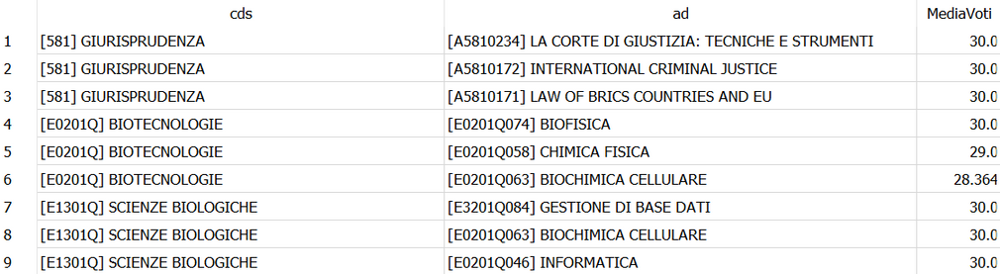 cds ad MediaVoti
1 [581] GIURISPRUDENZA [A5810234] LA CORTE DI GIUSTIZIA: TECNICHE E STRUMENTI 30.0
2 [581] GIURISPRUDENZA [A5810172] INTERNATIONAL CRIMINAL JUSTICE 30.0
3 [581] GIURISPRUDENZA [A5810171] LAW OF BRICS COUNTRIES AND EU 30.0
4 [E0201Q] BIOTECNOLOGIE [E0201Q074] BIOFISICA 30.0
5 [E0201Q] BIOTECNOLOGIE [E0201Q058] CHIMICA FISICA 29.0
6 [E0201Q] BIOTECNOLOGIE [E0201Q063] BIOCHIMICA CELLULARE 28.364
7 [E1301Q] SCIENZE BIOLOGICHE [E3201Q084] GESTIONE DI BASE DATI 30.0
8 [E1301Q] SCIENZE BIOLOGICHE [E0201Q063] BIOCHIMICA CELLULARE 30.0
9 [E1301Q] SCIENZE BIOLOGICHE [E0201Q046] INFORMATICA 30.0